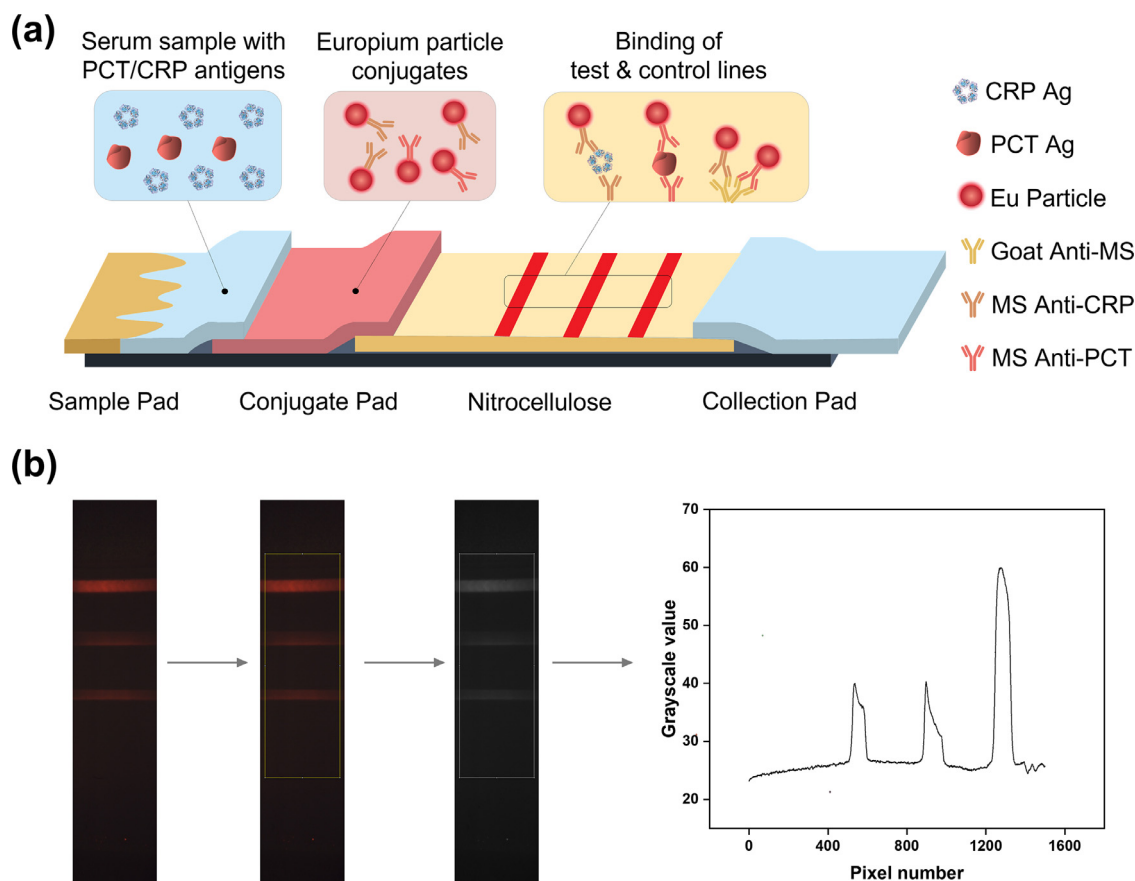 (a)
Serum sample with
PCT/CRP antigens
Europium particle
conjugates
Binding of
test & control lines
CRP Ag
PCT Ag
Eu Particle
Goat Anti-MS
MS Anti-CRP
MS Anti-PCT
Sample Pad
Conjugate Pad
Nitrocellulose
Collection Pad
(b)
70
60
50
40
30
20
Grayscale value
0
400
800
1200
1600
Pixel number